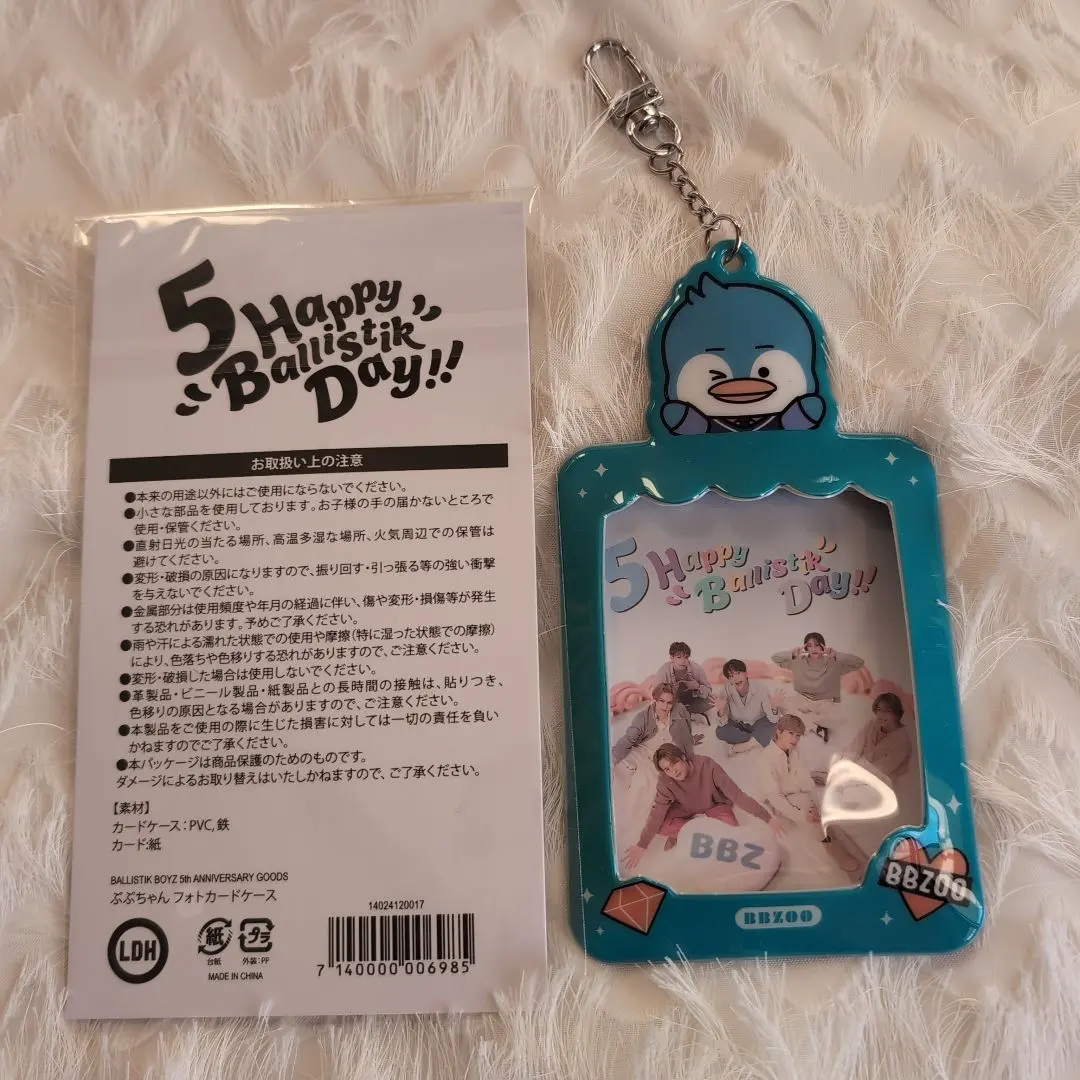 5 Happy
Ballistik
Day!!
お取扱い上の注意
●本来の用途以外にはご使用にならないでください。
●小さな部品を使用しております。お子様の手の届かないところで
使用・保管ください。
●直射日光の当たる場所、高温多湿な場所、火気周辺での保管は
避けてください。
●変形・破損の原因になりますので、振り回す・引っ張る等の強い衝撃
を与えないでください。
●金属部分は使用頻度や年月の経過に伴い、傷や変形・損傷等が発生
する恐れがあります。予めご了承ください。
●雨や汗による濡れた状態での使用や摩擦(特に湿った状態での摩擦)
により、色落ちや色移りする恐れがありますので、ご注意ください。
●変形・破損した場合は使用しないでください。
●革製品・ビニール製品・紙製品との長時間の接触は、貼りつき、
色移りの原因となる場合がありますので、ご注意ください。
●本製品をご使用の際に生じた損害に対しては一切の責任を負い
かねますのでご了承ください。
●本パッケージは商品保護のためのものです。
ダメージによるお取り替えはいたしかねますので、ご了承ください。
【素材】
カードケース:PVC, 鉄
カード:紙
BALLISTIK BOYZ 5th ANNIVERSARY GOODS
ぶぶちゃん フォトカードケース
LDH
紙
台紙
プラ
外装:PP
MADE IN CHINA
14024120017
7 140000 006985
5 Happy
Ballistik
Day!!
BBZ
BBZOO
BBZOO